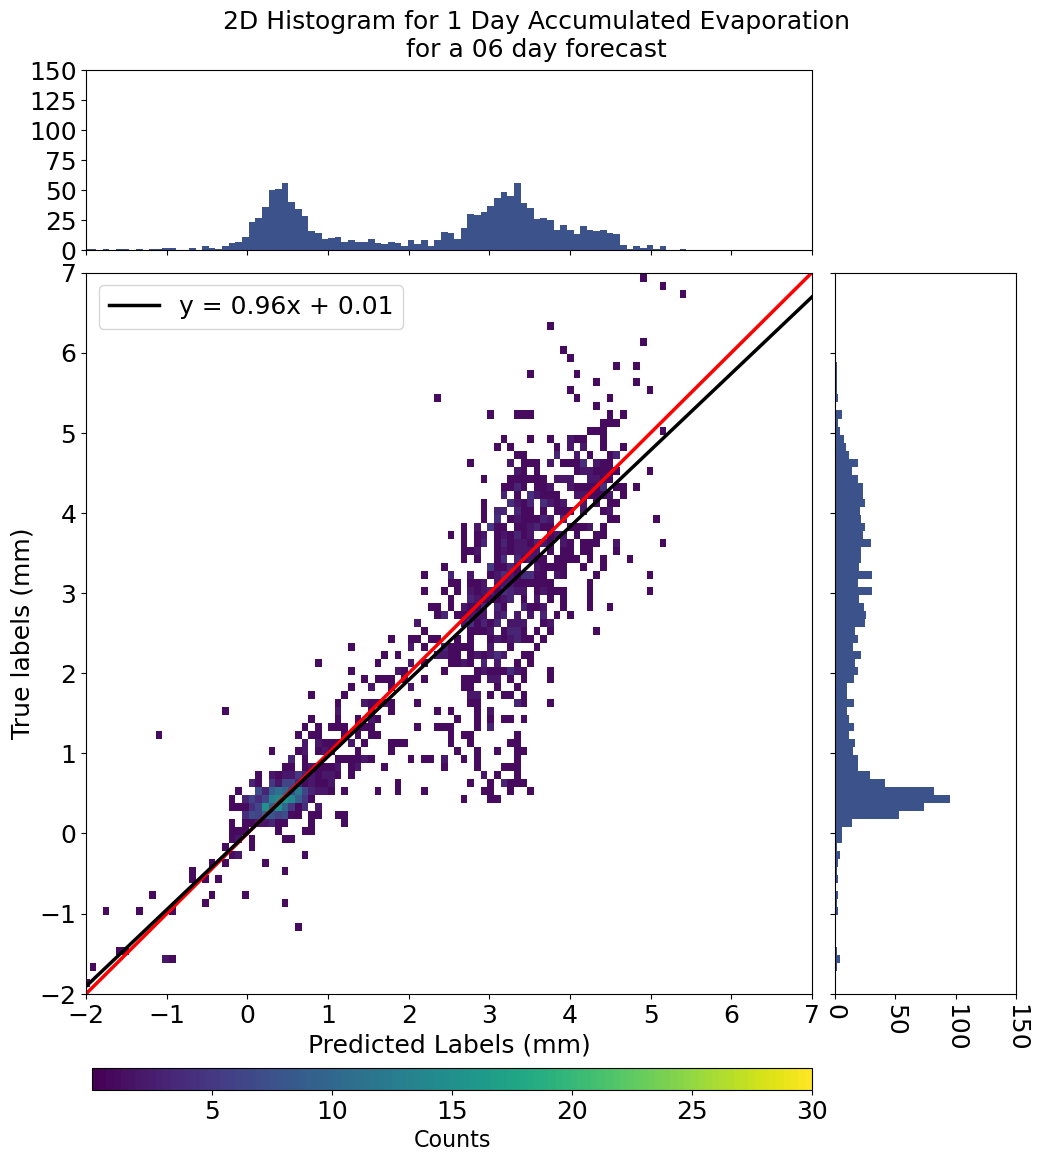 2D Histogram for 1 Day Accumulated Evaporation
for a 06 day forecast
150
125
100
75
50
25
0
7
6
5
4
3
2
1
0
−1
−2
True labels (mm)
y = 0.96x + 0.01
−2 −1 0 1 2 3 4 5 6 7
Predicted Labels (mm)
0 50 100 150
5 10 15 20 25 30
Counts